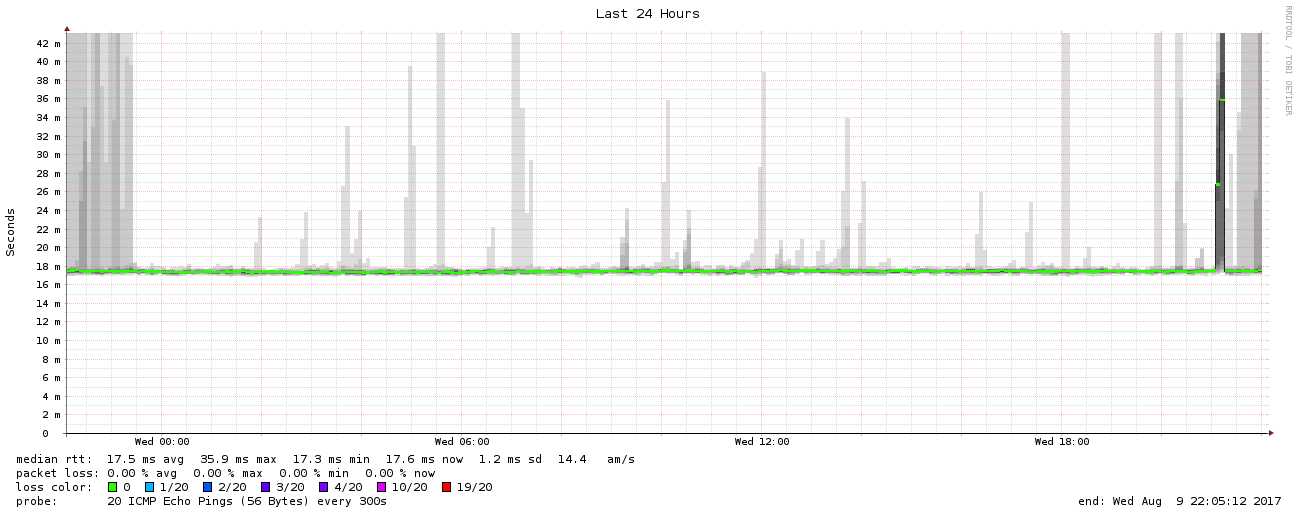 Last 24 Hours
RRDTOOL / TOBI OETIKER
Seconds
42 m
40 m
38 m
36 m
34 m
32 m
30 m
28 m
26 m
24 m
22 m
20 m
18 m
16 m
14 m
12 m
10 m
8 m
6 m
4 m
2 m
0
Wed 00:00 Wed 06:00 Wed 12:00 Wed 18:00
median rtt: 17.5 ms avg 35.9 ms max 17.3 ms min 17.6 ms now 1.2 ms sd 14.4 am/s
packet loss: 0.00 % avg 0.00 % max 0.00 % min 0.00 % now
loss color: 0 1/20 2/20 3/20 4/20 10/20 19/20
probe: 20 ICMP Echo Pings (56 Bytes) every 300s end: Wed Aug 9 22:05:12 2017